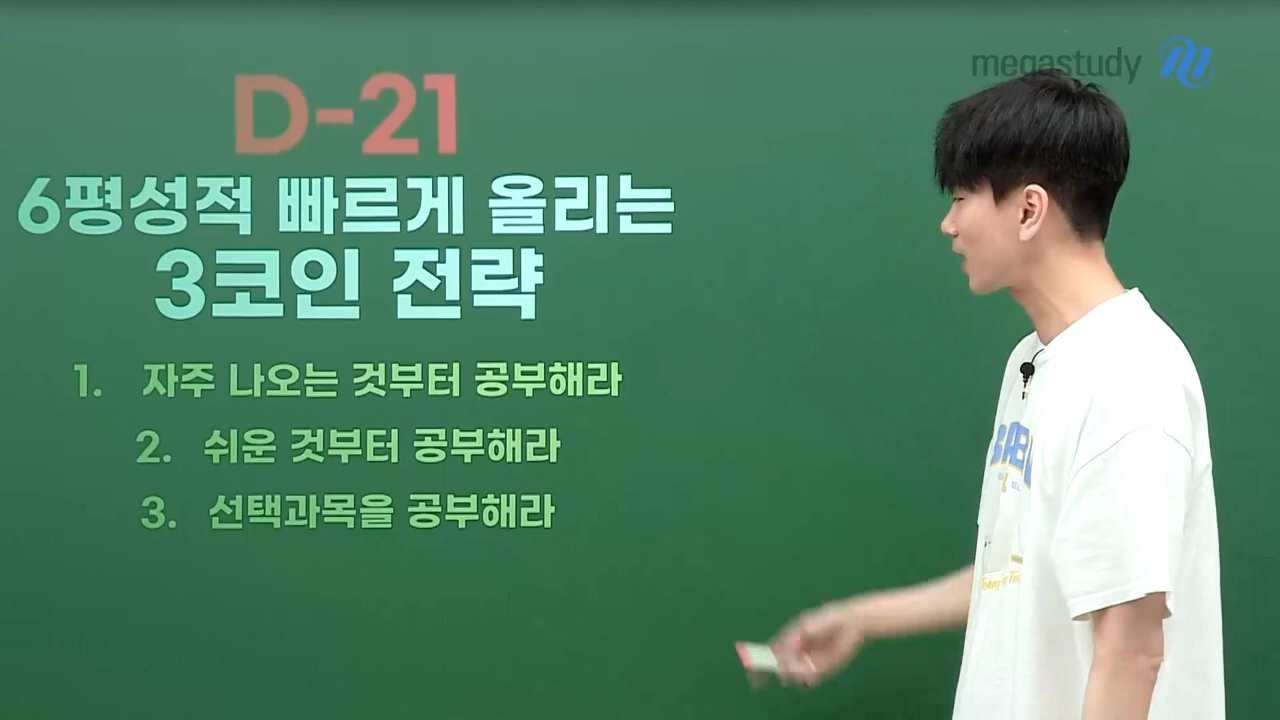 megastudy
D-21
6평성적 빠르게 올리는
3코인 전략
1. 자주 나오는 것부터 공부해라
2. 쉬운 것부터 공부해라
3. 선택과목을 공부해라